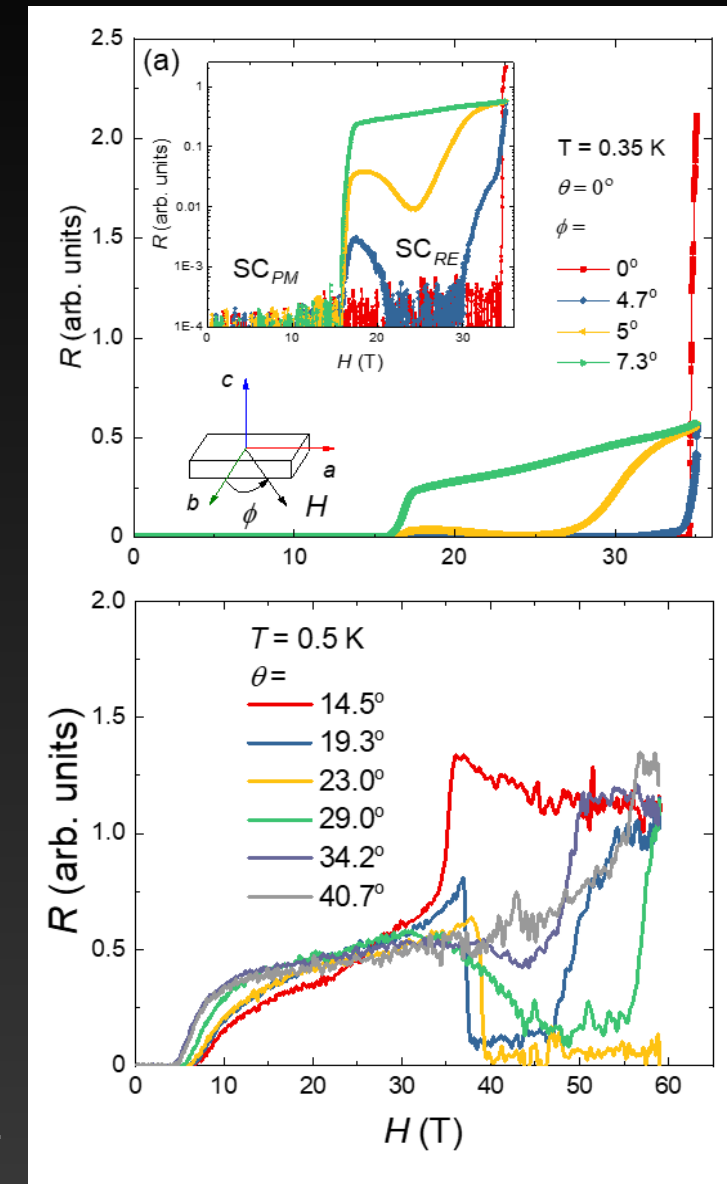 (a)
R (arb. units)
2.5
2.0
1.5
1.0
0.5
0
0
10
20
30
R (arb. units)
1
0.1
0.01
1E-3
1E-4
0
10
20
30
H (T)
SC_PM
SC_RE
T = 0.35 K
θ = 0°
ϕ =
0°
4.7°
5°
7.3°
c
a
b
ϕ
H
R (arb. units)
2.0
1.5
1.0
0.5
0
0
10
20
30
40
50
60
H (T)
T = 0.5 K
θ =
14.5°
19.3°
23.0°
29.0°
34.2°
40.7°